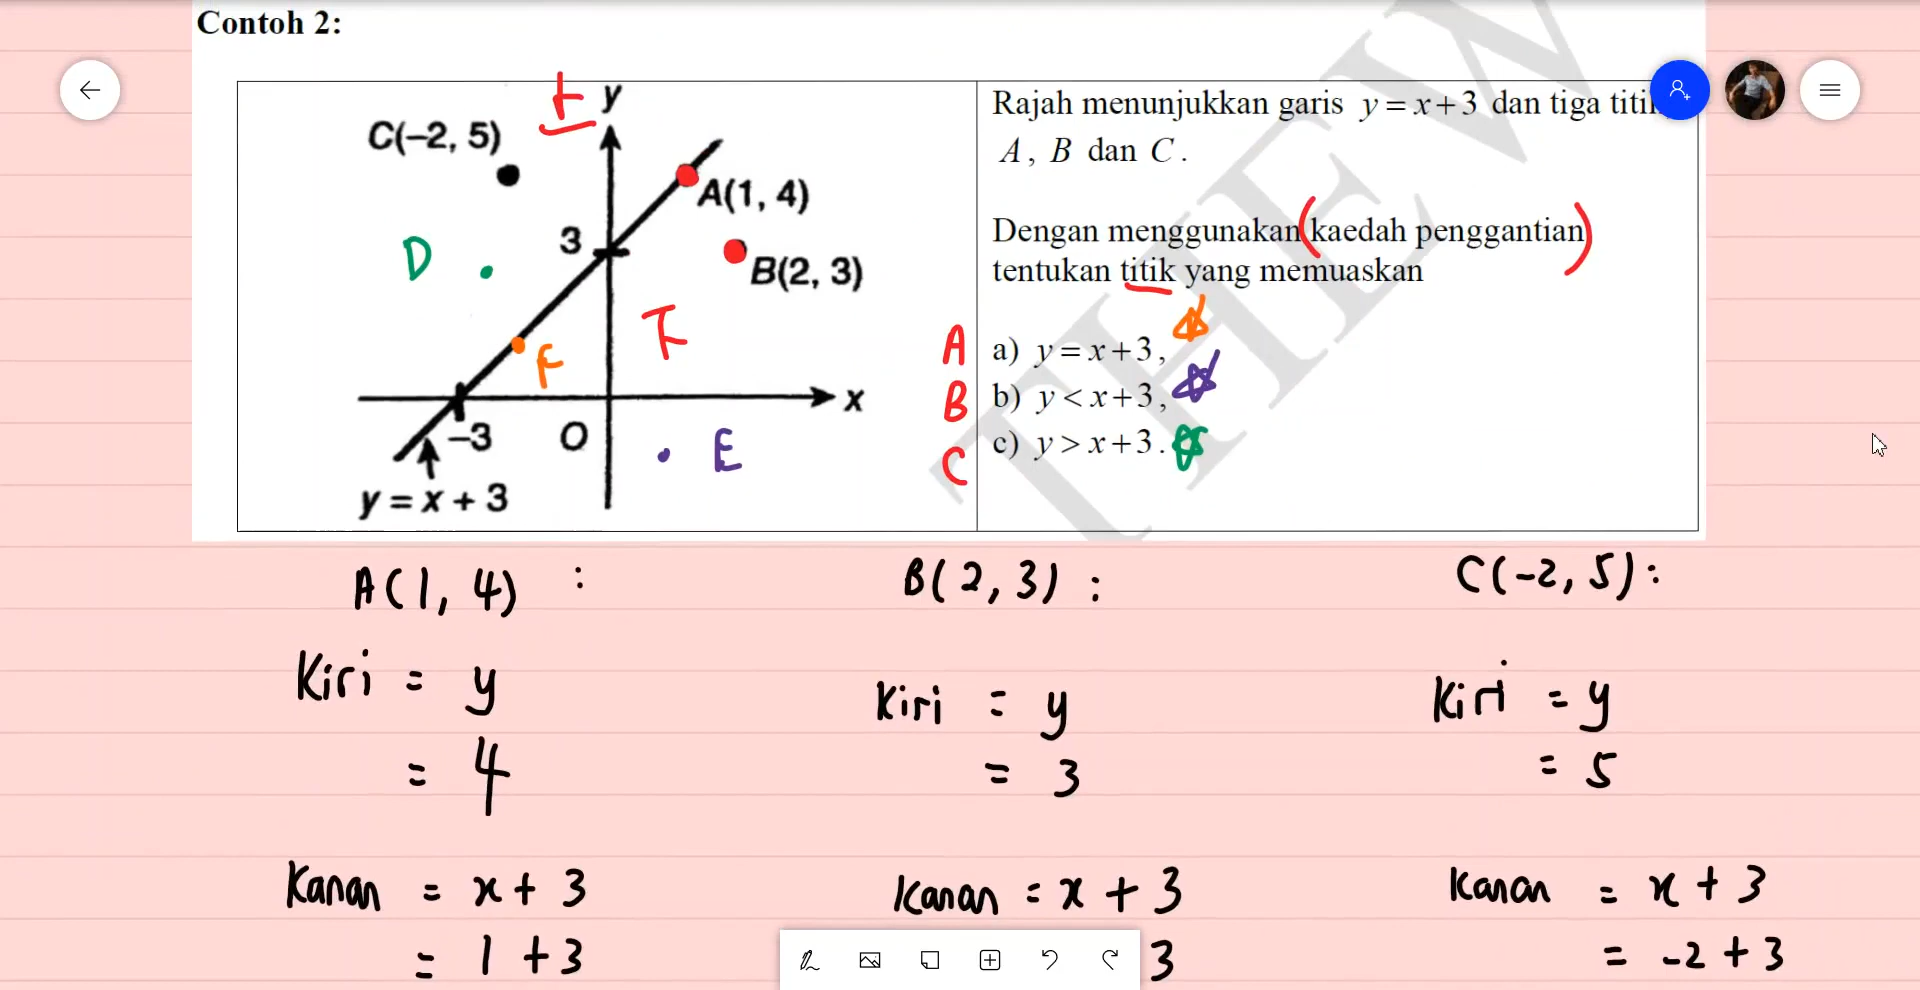 Contoh 2:
+ y
C(−2, 5)
A(1, 4)
3
D
B(2, 3)
F
x
−3
O
E
y = x + 3
Rajah menunjukkan garis y = x + 3 dan tiga
A, B dan C.
Dengan menggunakan (kaedah penggantian)
tentukan titik yang memuaskan
A a) y = x + 3,
B b) y < x + 3,
C c) y > x + 3.
THEW
A(1, 4) :
Kiri = y
= 4
Kanan = x + 3
= 1 + 3
B(2, 3) :
Kiri = y
= 3
Kanan = x + 3
3
C(-2, 5) :
Kiri = y
= 5
Kanan = x + 3
= -2 + 3